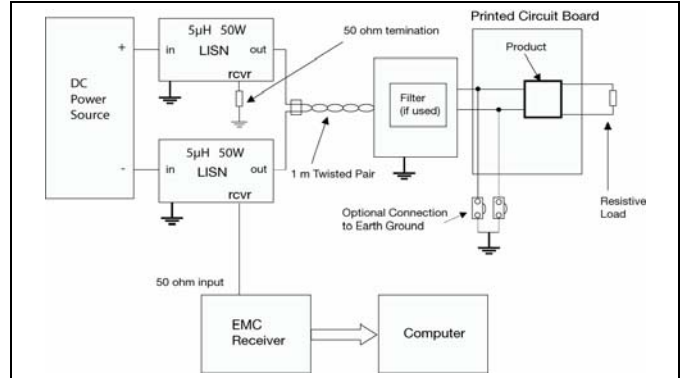 Printed Circuit Board
5µH 50W
LISN
in
out
rcvr
50 ohm temination
Product
+
DC
Power
Source
Filter
(if used)
-
5µH 50W
LISN
in
out
rcvr
1 m Twisted Pair
Resistive
Load
Optional Connection
to Earth Ground
50 ohm input
EMC
Receiver
Computer